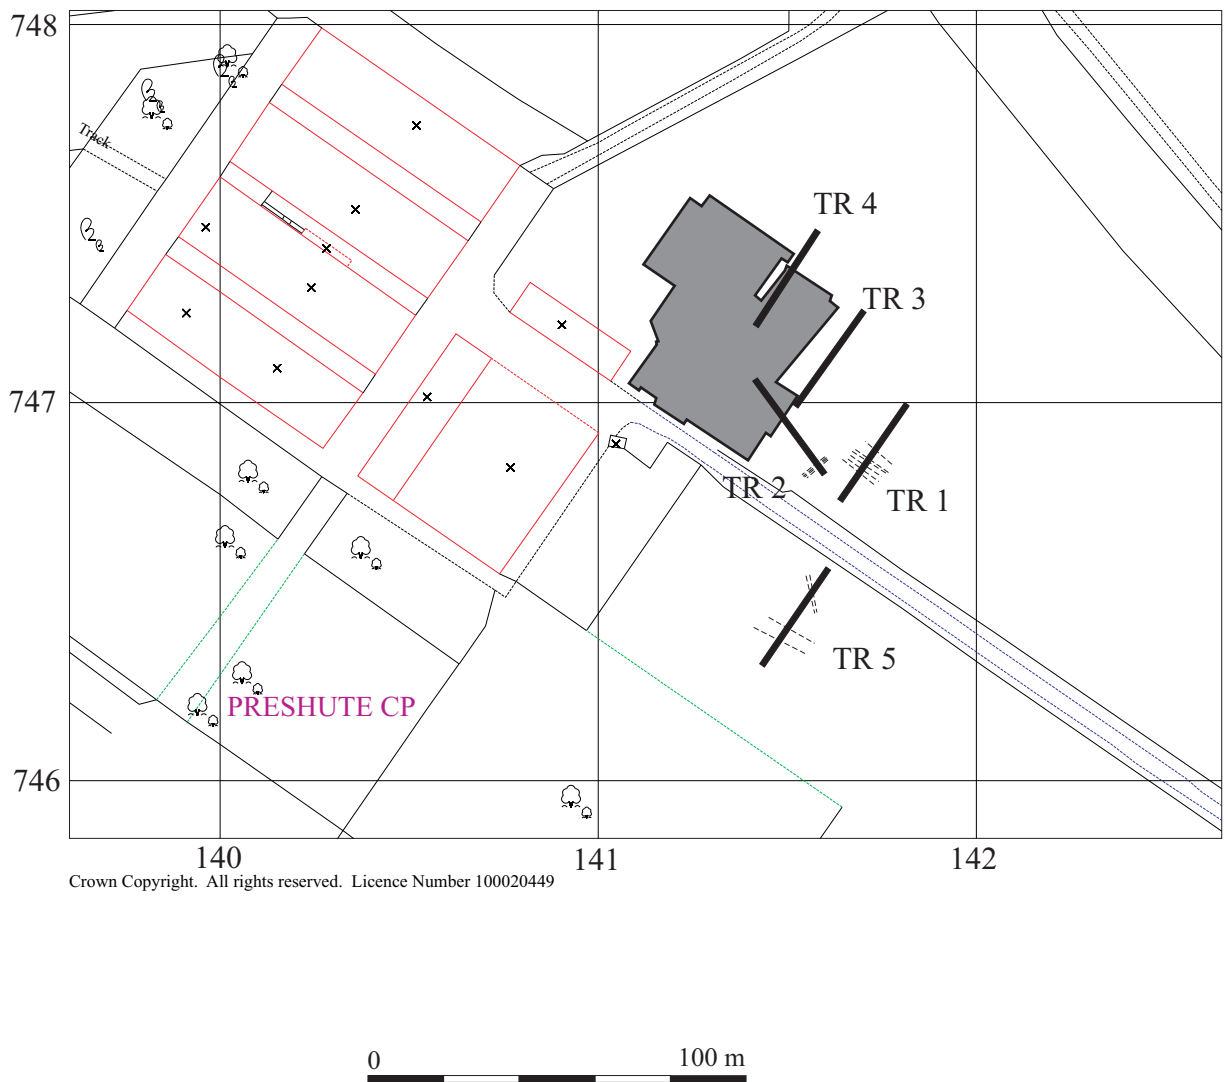 748
Track
TR 4
TR 3
747
TR 2
TR 1
TR 5
PRESHUTE CP
746
140
141
142
Crown Copyright. All rights reserved. Licence Number 100020449
0
100 m